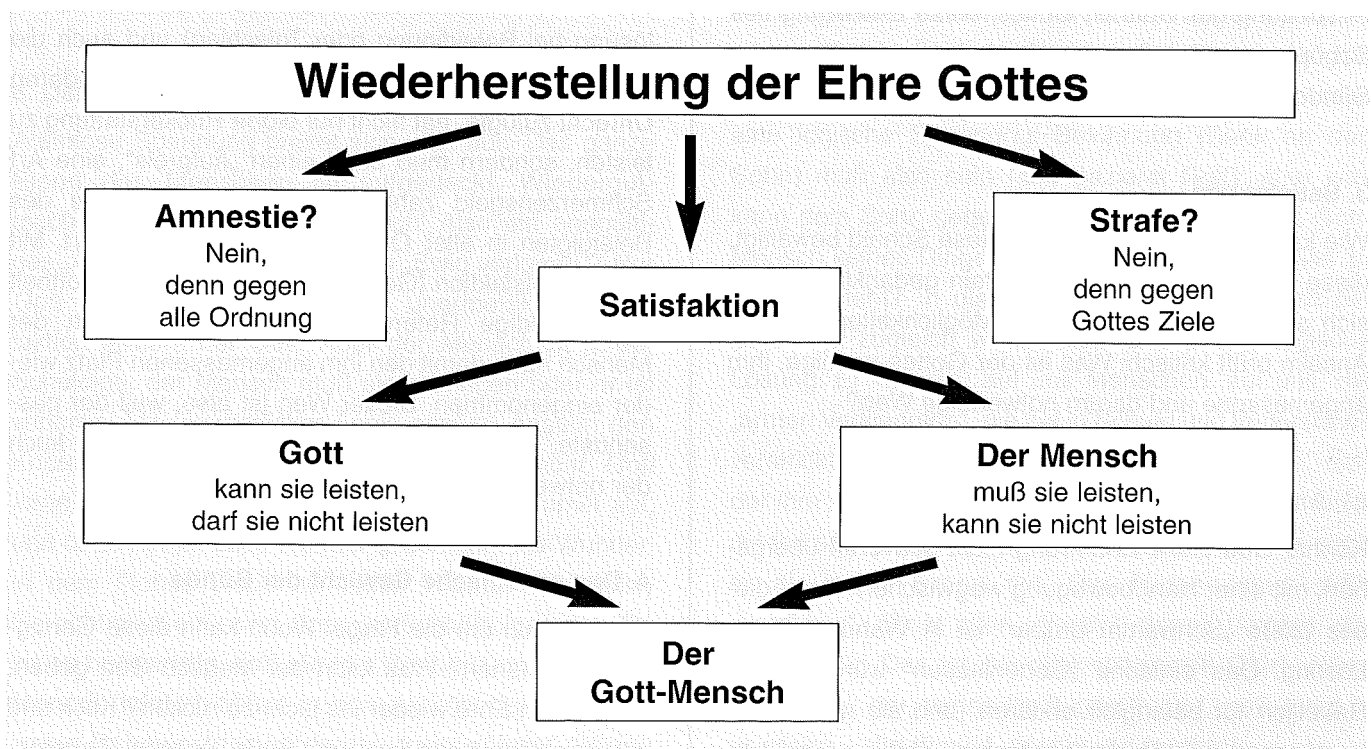 Wiederherstellung der Ehre Gottes
Amnestie?
Nein,
denn gegen
alle Ordnung
Strafe?
Nein,
denn gegen
Gottes Ziele
Satisfaktion
Gott
kann sie leisten,
darf sie nicht leisten
Der Mensch
muß sie leisten,
kann sie nicht leisten
Der
Gott-Mensch